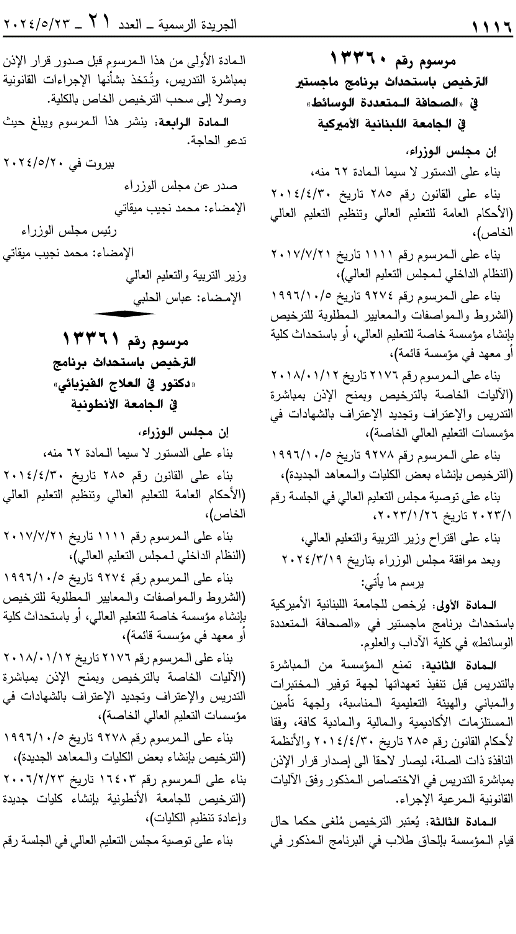 ١١١٦
الجريدة الرسمية ـ العدد ٢١ ـ ٢٠٢٤/٥/٢٣
مرسوم رقم ١٣٣٦٠
الترخيص باستحداث برنامج ماجستير
في «الصحافة المتعددة الوسائط»
في الجامعة اللبنانية الأميركية
إن مجلس الوزراء،
بناء على الدستور لا سيما المادة ٦٢ منه،
بناء على القانون رقم ٢٨٥ تاريخ ٢٠١٤/٤/٣٠
(الأحكام العامة للتعليم العالي وتنظيم التعليم العالي
الخاص)،
بناء على المرسوم رقم ١١١١ تاريخ ٢٠١٧/٧/٢١
(النظام الداخلي لمجلس التعليم العالي)،
بناء على المرسوم رقم ٩٢٧٤ تاريخ ١٩٩٦/١٠/٥
(الشروط والمواصفات والمعايير المطلوبة للترخيص
بإنشاء مؤسسة خاصة للتعليم العالي، أو باستحداث كلية
أو معهد في مؤسسة قائمة)،
بناء على المرسوم رقم ٢١٧٦ تاريخ ٢٠١٨/٠١/١٢
(الآليات الخاصة بالترخيص وبمنح الإذن بمباشرة
التدريس والإعتراف وتجديد الإعتراف بالشهادات في
مؤسسات التعليم العالي الخاصة)،
بناء على المرسوم رقم ٩٢٧٨ تاريخ ١٩٩٦/١٠/٥
(الترخيص بإنشاء بعض الكليات والمعاهد الجديدة)،
بناء على توصية مجلس التعليم العالي في الجلسة رقم
٢٠٢٣/١ تاريخ ٢٠٢٣/١/٢٦،
بناء على اقتراح وزير التربية والتعليم العالي،
وبعد موافقة مجلس الوزراء بتاريخ ٢٠٢٤/٣/١٩
يرسم ما يأتي:
المادة الأولى: يُرخص للجامعة اللبنانية الأميركية
باستحداث برنامج ماجستير في «الصحافة المتعددة
الوسائط» في كلية الآداب والعلوم.
المادة الثانية: تمنع المؤسسة من المباشرة
بالتدريس قبل تنفيذ تعهداتها لجهة توفير المختبرات
والمباني والهيئة التعليمية المناسبة، ولجهة تأمين
المستلزمات الأكاديمية والمالية والمادية كافة، وفقا
لأحكام القانون رقم ٢٨٥ تاريخ ٢٠١٤/٤/٣٠ والأنظمة
النافذة ذات الصلة، ليصار لاحقا الى إصدار قرار الإذن
بمباشرة التدريس في الاختصاص المذكور وفق الآليات
القانونية المرعية الإجراء.
المادة الثالثة: يُعتبر الترخيص مُلغى حكما حال
قيام المؤسسة بإلحاق طلاب في البرنامج المذكور في
المادة الأولى من هذا المرسوم قبل صدور قرار الإذن
بمباشرة التدريس، وتُتخذ بشأنها الإجراءات القانونية
وصولا إلى سحب الترخيص الخاص بالكلية.
المادة الرابعة: ينشر هذا المرسوم ويبلغ حيث
تدعو الحاجة.
بيروت في ٢٠٢٤/٥/٢٠
صدر عن مجلس الوزراء
الإمضاء: محمد نجيب ميقاتي
رئيس مجلس الوزراء
الإمضاء: محمد نجيب ميقاتي
وزير التربية والتعليم العالي
الإمضاء: عباس الحلبي
مرسوم رقم ١٣٣٦١
الترخيص باستحداث برنامج
«دكتور في العلاج الفيزيائي»
في الجامعة الأنطونية
إن مجلس الوزراء،
بناء على الدستور لا سيما المادة ٦٢ منه،
بناء على القانون رقم ٢٨٥ تاريخ ٢٠١٤/٤/٣٠
(الأحكام العامة للتعليم العالي وتنظيم التعليم العالي
الخاص)،
بناء على المرسوم رقم ١١١١ تاريخ ٢٠١٧/٧/٢١
(النظام الداخلي لمجلس التعليم العالي)،
بناء على المرسوم رقم ٩٢٧٤ تاريخ ١٩٩٦/١٠/٥
(الشروط والمواصفات والمعايير المطلوبة للترخيص
بإنشاء مؤسسة خاصة للتعليم العالي، أو باستحداث كلية
أو معهد في مؤسسة قائمة)،
بناء على المرسوم رقم ٢١٧٦ تاريخ ٢٠١٨/٠١/١٢
(الآليات الخاصة بالترخيص وبمنح الإذن بمباشرة
التدريس والإعتراف وتجديد الإعتراف بالشهادات في
مؤسسات التعليم العالي الخاصة)،
بناء على المرسوم رقم ٩٢٧٨ تاريخ ١٩٩٦/١٠/٥
(الترخيص بإنشاء بعض الكليات والمعاهد الجديدة)،
بناء على المرسوم رقم ١٦٤٠٣ تاريخ ٢٠٠٦/٢/٢٣
(الترخيص للجامعة الأنطونية بإنشاء كليات جديدة
وإعادة تنظيم الكليات)،
بناء على توصية مجلس التعليم العالي في الجلسة رقم